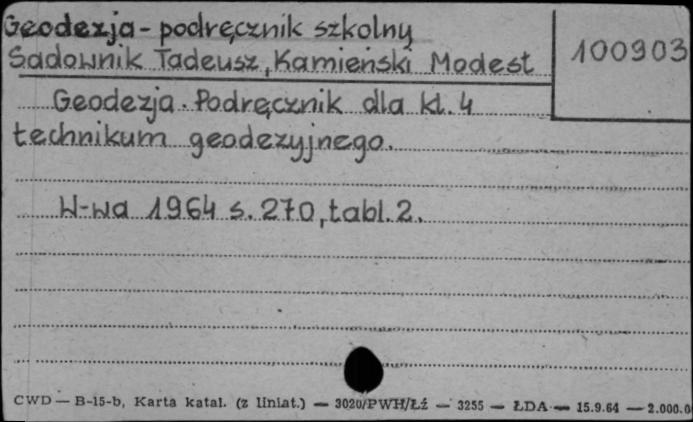 Geodezja - podręcznik szkolny
100903
Sadownik Tadeusz, Kamieński Modest
Geodezja. Podręcznik dla kl. 4
technikum geodezyjnego.
W-wa 1964 s. 270, tabl. 2.
CWD — B-15-b, Karta katal. (z liniat.) — 3020/PWH/Łź — 3255 — ŁDA — 15.9.64 — 2.000.0